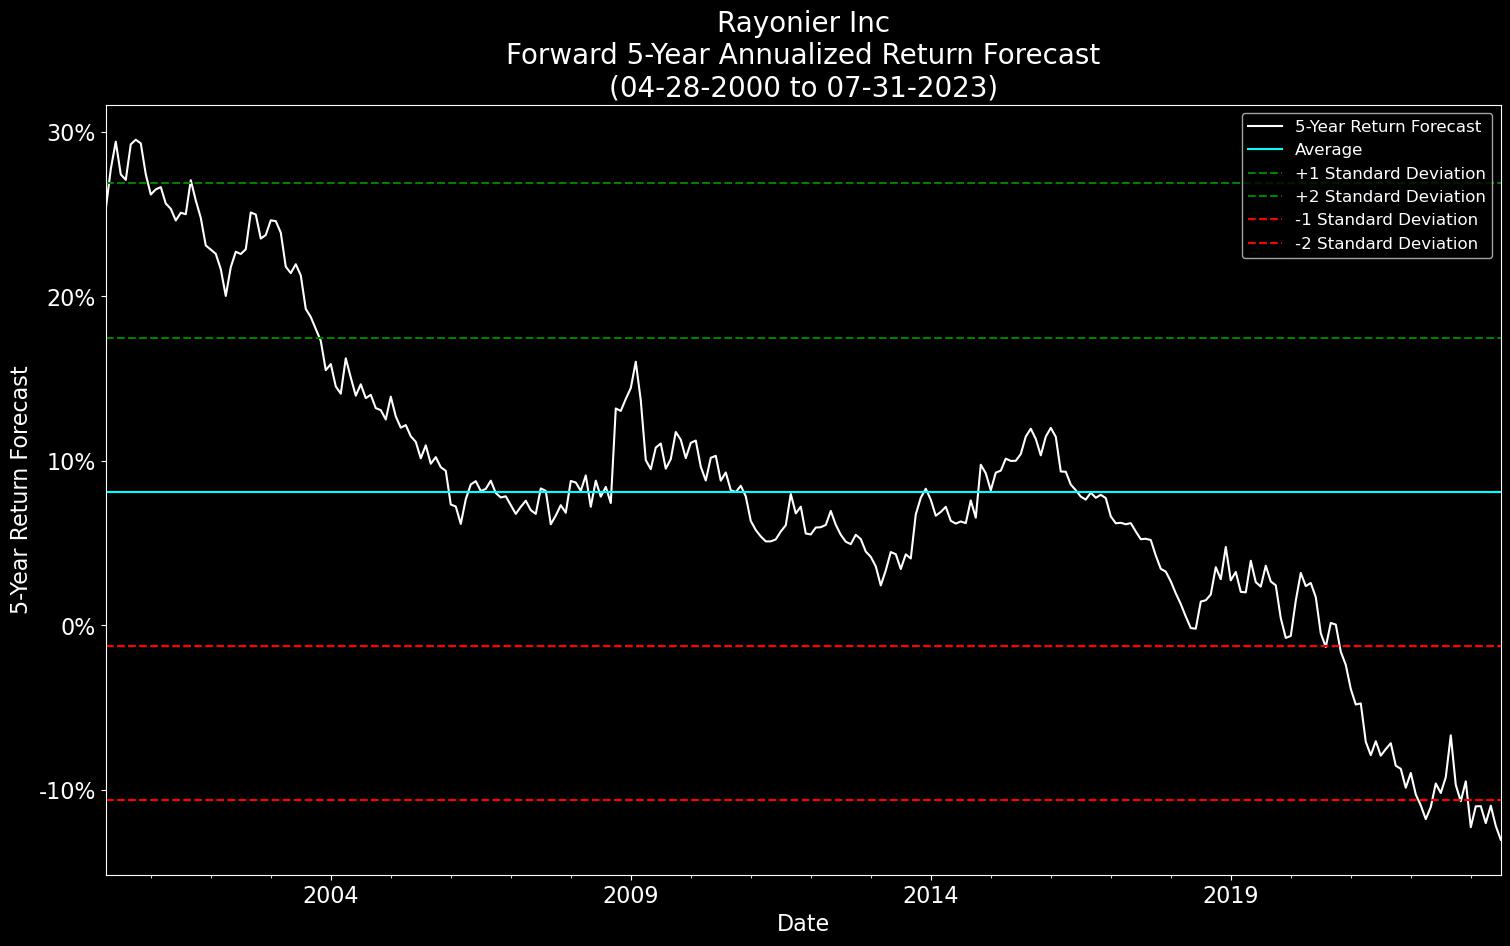 Rayonier Inc
Forward 5-Year Annualized Return Forecast
(04-28-2000 to 07-31-2023)
5-Year Return Forecast
Average
+1 Standard Deviation
+2 Standard Deviation
-1 Standard Deviation
-2 Standard Deviation
30%
20%
10%
0%
-10%
5-Year Return Forecast
2004
2009
2014
2019
Date